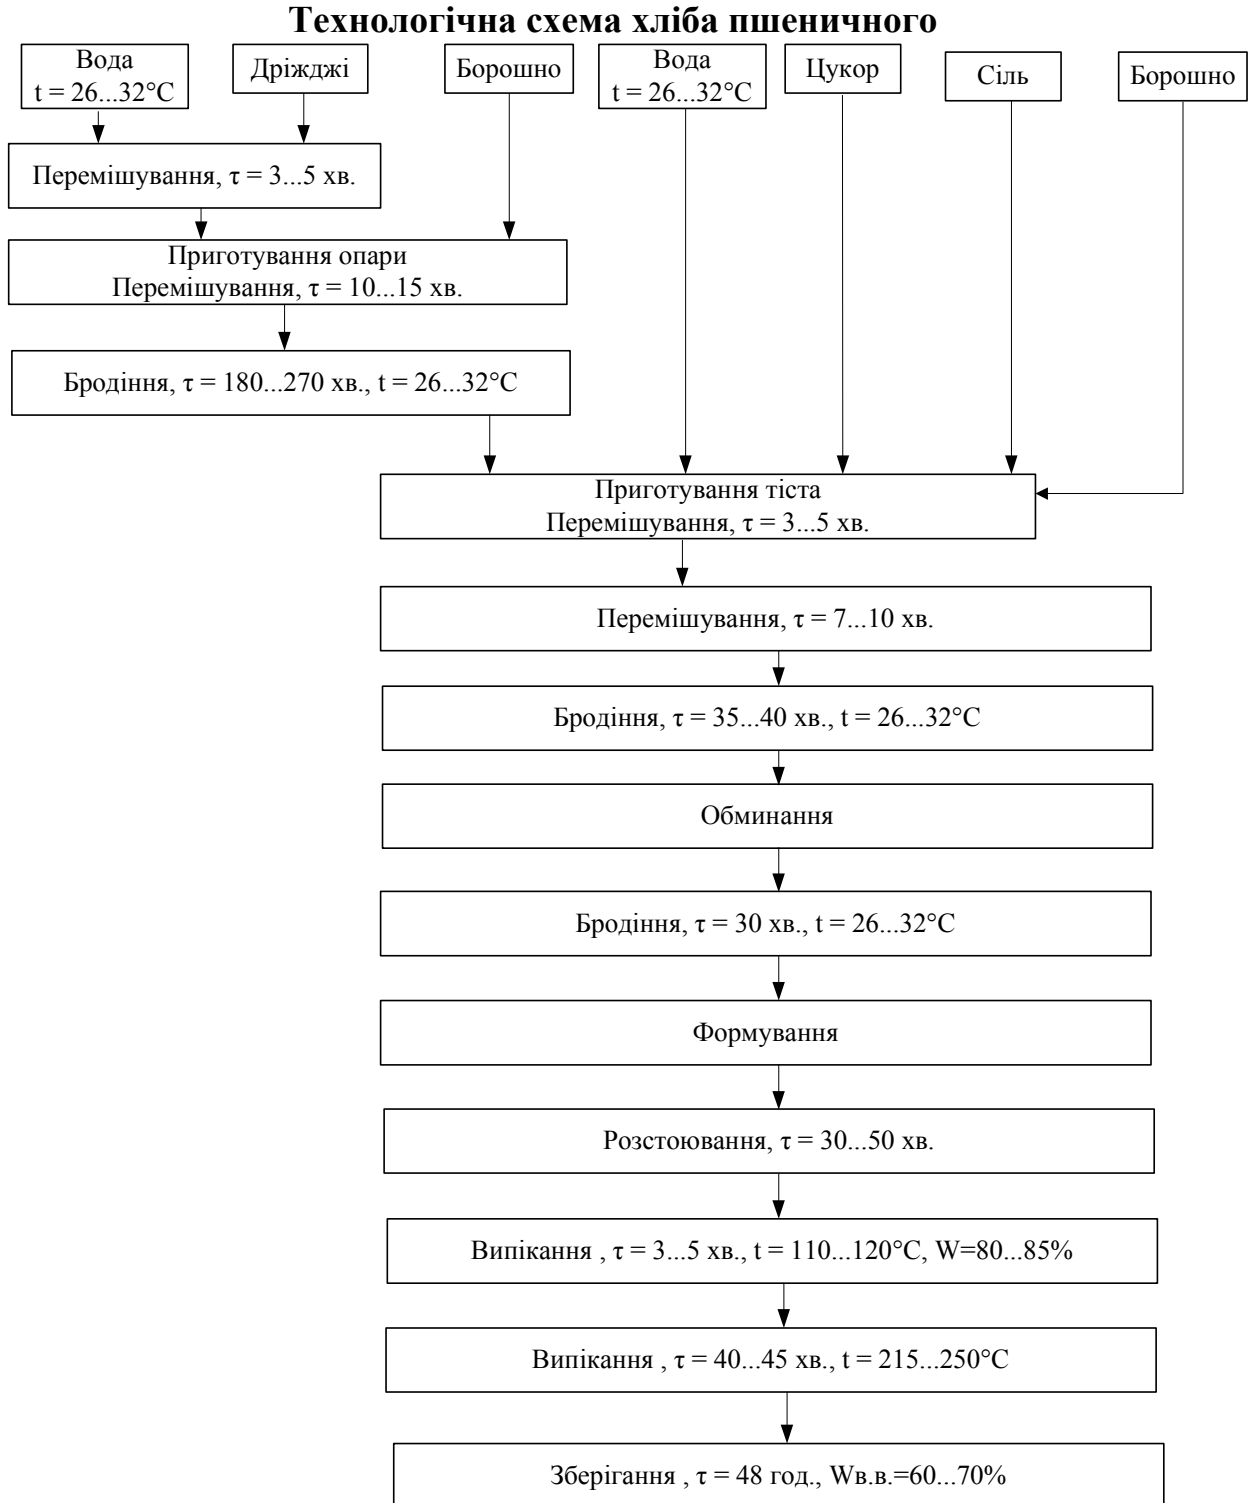 Технологічна схема хліба пшеничного
Вода
t = 26...32°C
Дріжджі
Борошно
Вода
t = 26...32°C
Цукор
Сіль
Борошно
Перемішування, τ = 3...5 хв.
Приготування опари
Перемішування, τ = 10...15 хв.
Бродіння, τ = 180...270 хв., t = 26...32°C
Приготування тіста
Перемішування, τ = 3...5 хв.
Перемішування, τ = 7...10 хв.
Бродіння, τ = 35...40 хв., t = 26...32°C
Обминання
Бродіння, τ = 30 хв., t = 26...32°C
Формування
Розстоювання, τ = 30...50 хв.
Випікання , τ = 3...5 хв., t = 110...120°C, W=80...85%
Випікання , τ = 40...45 хв., t = 215...250°C
Зберігання , τ = 48 год., Wв.в.=60...70%